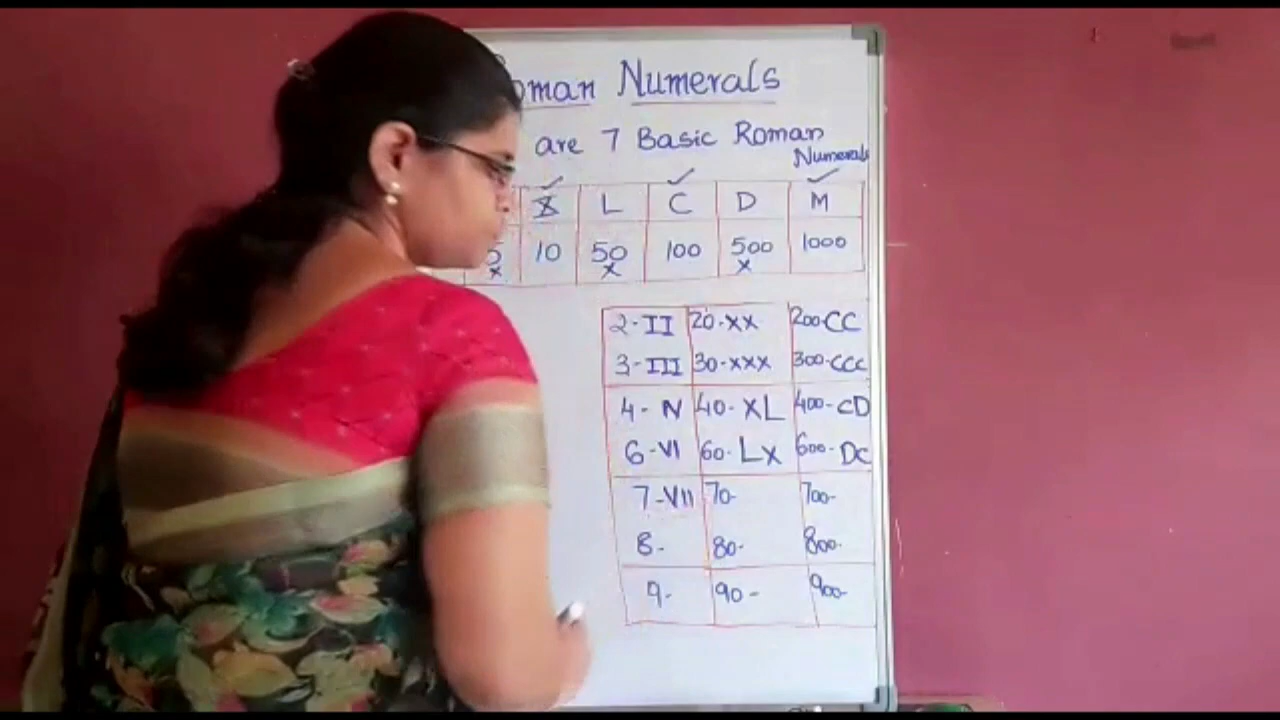 oman Numerals
are 7 Basic Roman
Numerals
X L C D M
5 10 50 100 500 1000
x x x
2-II 20-XX 200-CC
3-III 30-XXX 300-CCC
4-IV 40-XL 400-CD
6-VI 60-LX 600-DC
7-VII 70- 700-
8- 80- 800-
9- 90- 900-